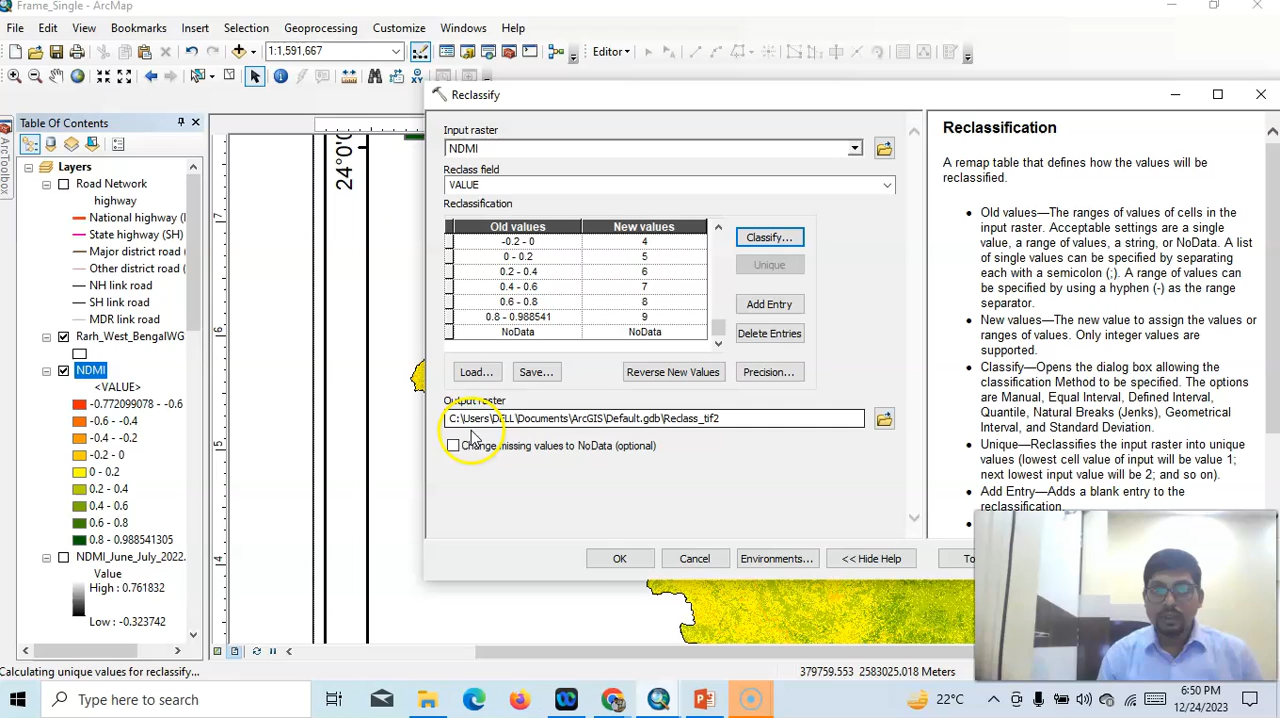 Frame_Single - ArcMap
File Edit View Bookmarks Insert Selection Geoprocessing Customize Windows Help
1:1,591,667
Editor
Table Of Contents
ArcToolbox
Layers
Road Network
highway
National highway (
State highway (SH)
Major district road
Other district road
NH link road
SH link road
MDR link road
Rarh_West_BengalWG
NDMI
<VALUE>
-0.772099078 - -0.6
-0.6 - -0.4
-0.4 - -0.2
-0.2 - 0
0 - 0.2
0.2 - 0.4
0.4 - 0.6
0.6 - 0.8
0.8 - 0.988541305
NDMI_June_July_2022.
Value
High : 0.761832
Low : -0.323742
24°0'0
7
5
4
Reclassify
Input raster
NDMI
Reclass field
VALUE
Reclassification
Old values New values
-0.2 - 0 4
0 - 0.2 5
0.2 - 0.4 6
0.4 - 0.6 7
0.6 - 0.8 8
0.8 - 0.988541 9
NoData NoData
Classify...
Unique
Add Entry
Delete Entries
Load... Save... Reverse New Values Precision...
Output raster
C:\Users\DELL\Documents\ArcGIS\Default.gdb\Reclass_tif2
Change missing values to NoData (optional)
OK Cancel Environments... << Hide Help To
Reclassification
A remap table that defines how the values will be
reclassified.
Old values—The ranges of values of cells in the
input raster. Acceptable settings are a single
value, a range of values, a string, or NoData. A list
of single values can be specified by separating
each with a semicolon (;). A range of values can
be specified by using a hyphen (-) as the range
separator.
New values—The new value to assign the values or
ranges of values. Only integer values are
supported.
Classify—Opens the dialog box allowing the
classification Method to be specified. The options
are Manual, Equal Interval, Defined Interval,
Quantile, Natural Breaks (Jenks), Geometrical
Interval, and Standard Deviation.
Unique—Reclassifies the input raster into unique
values (lowest cell value of input will be value 1;
next lowest input value will be 2; and so on).
Add Entry—Adds a blank entry to the
reclassification.
Calculating unique values for reclassify...
379759.553 2583025.018 Meters
Type here to search
22°C
6:50 PM
12/24/2023